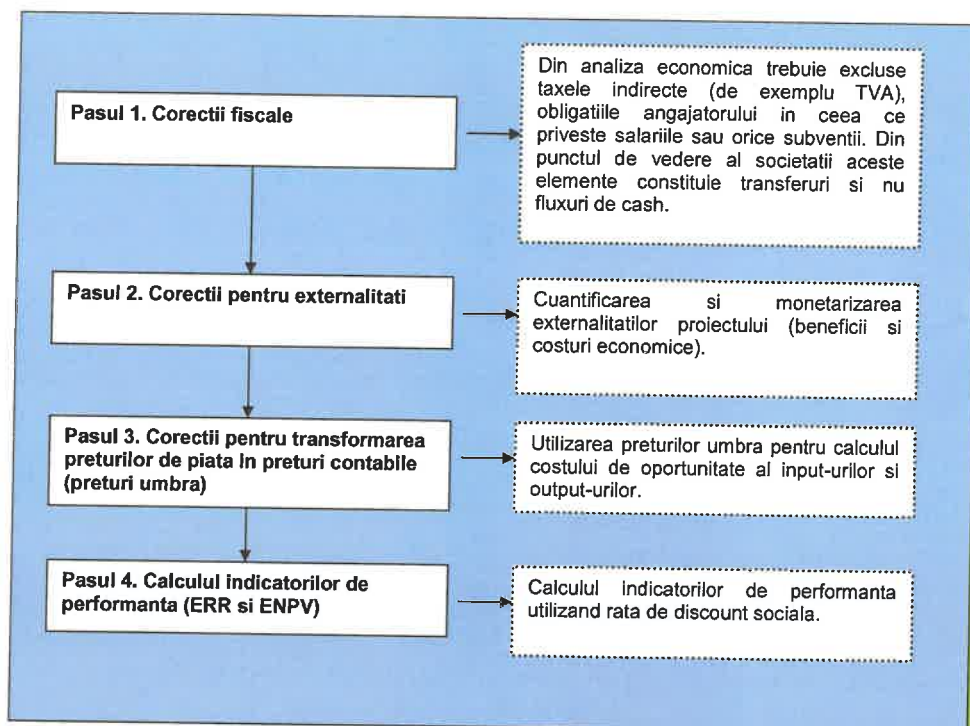 Pasul 1. Corectii fiscale
Din analiza economica trebuie excluse
taxele indirecte (de exemplu TVA),
obligatiile angajatorului in ceea ce
priveste salariile sau orice subventii. Din
punctul de vedere al societatii aceste
elemente constituie transferuri si nu
fluxuri de cash.
Pasul 2. Corectii pentru externalitati
Cuantificarea si monetarizarea
externalitatilor proiectului (beneficii si
costuri economice).
Pasul 3. Corectii pentru transformarea
preturilor de piata in preturi contabile
(preturi umbra)
Utilizarea preturilor umbra pentru calculul
costului de oportunitate al input-urilor si
output-urilor.
Pasul 4. Calculul indicatorilor de
performanta (ERR si ENPV)
Calculul indicatorilor de performanta
utilizand rata de discount sociala.